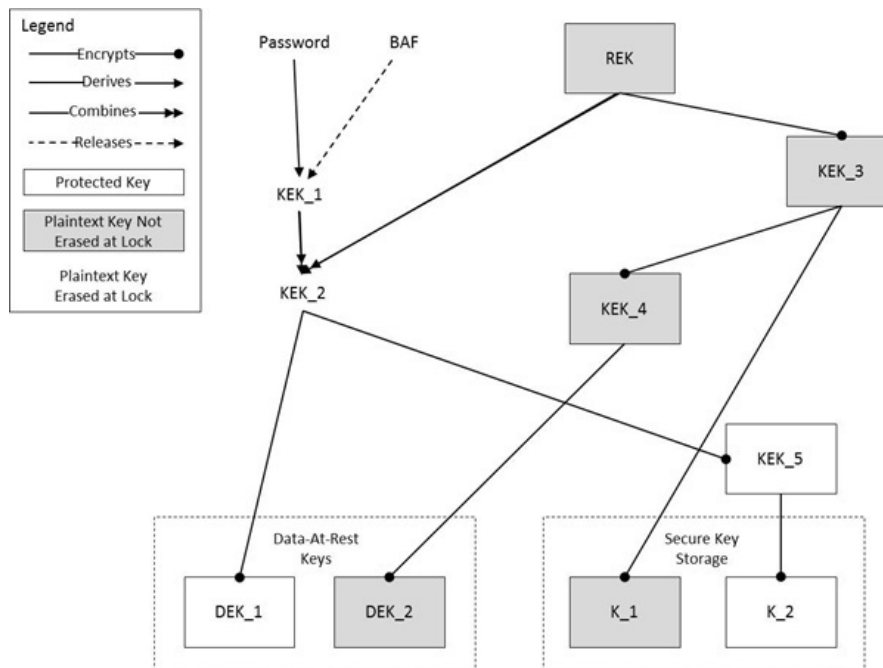 Legend
Encrypts
Derives
Combines
Releases
Protected Key
Plaintext Key Not
Erased at Lock
Plaintext Key
Erased at Lock
Password
BAF
REK
KEK_1
KEK_3
KEK_2
KEK_4
KEK_5
Data-At-Rest
Keys
Secure Key
Storage
DEK_1
DEK_2
K_1
K_2